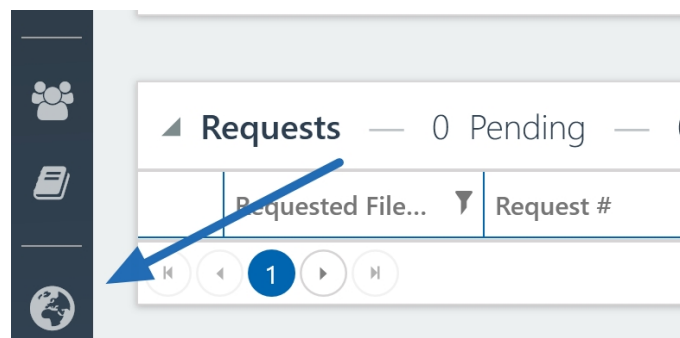 Requests — 0 Pending —
Requested File... Request #
1